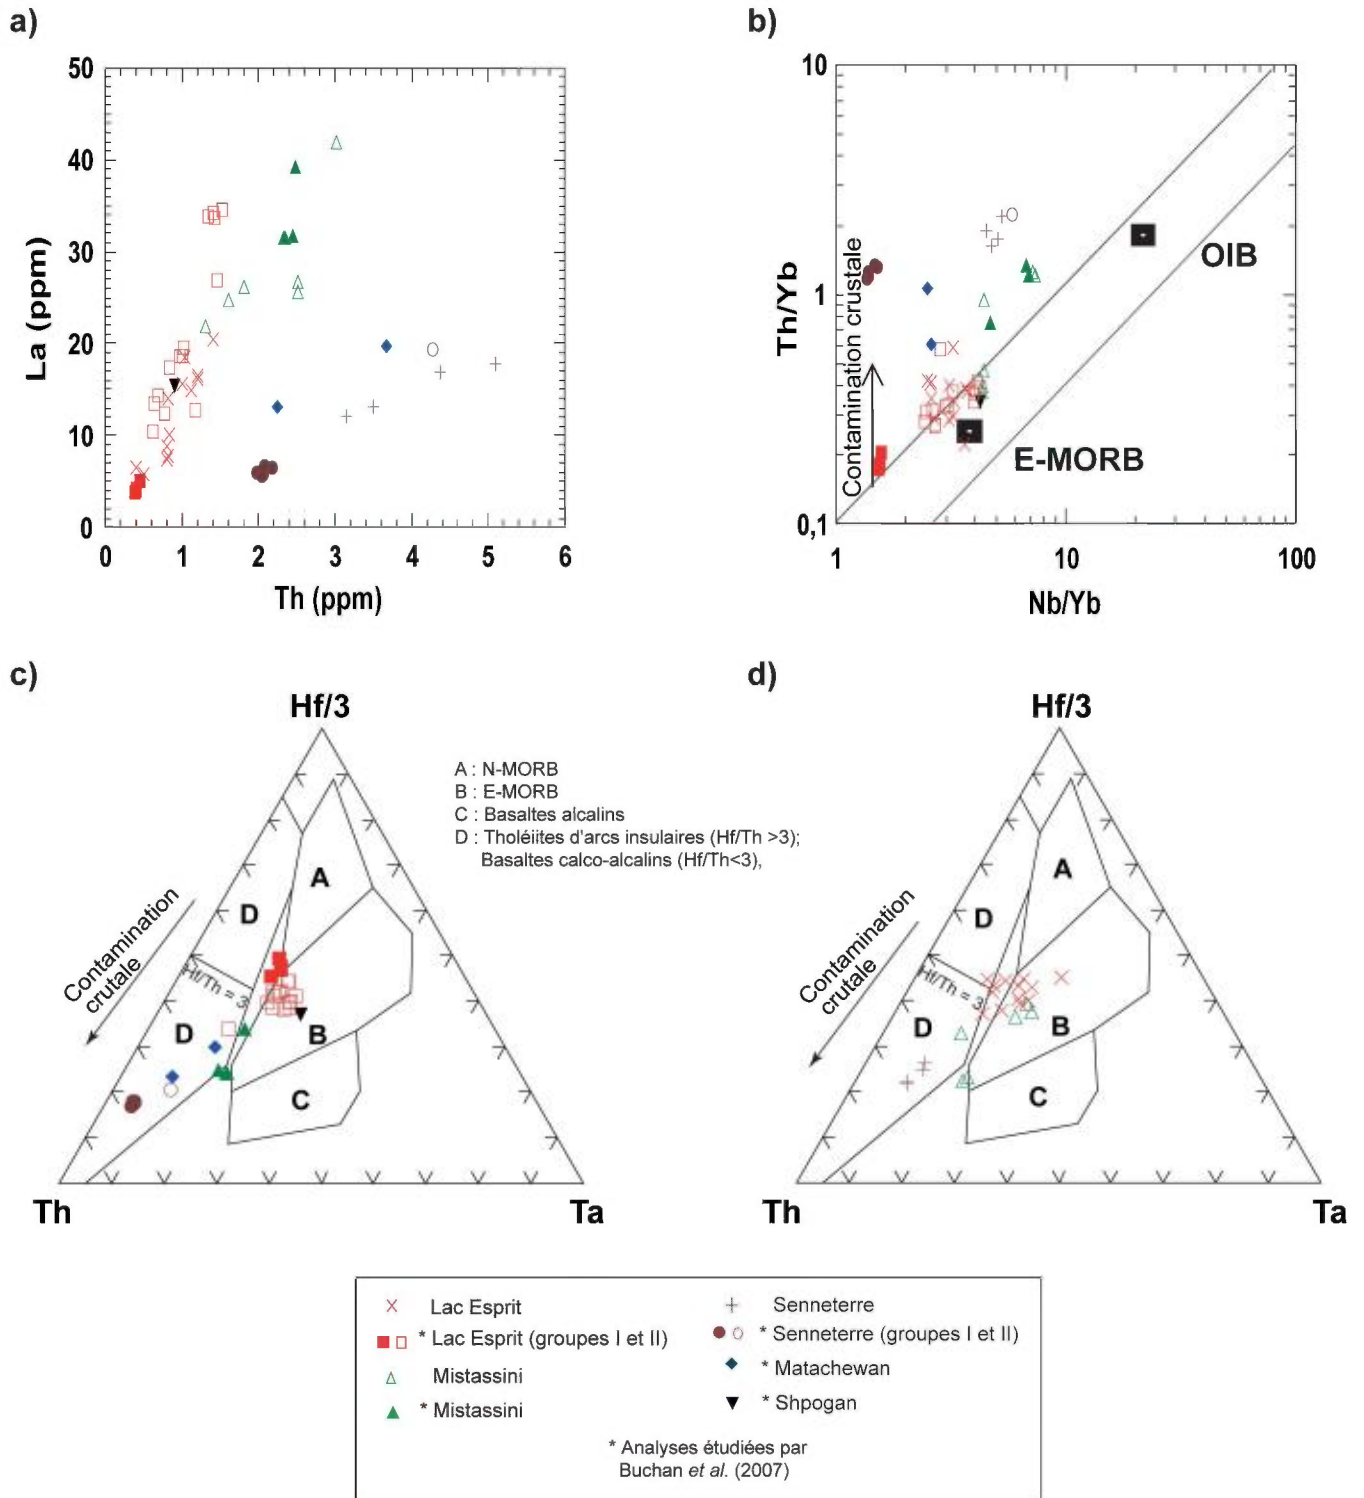 a)
50
40
30
20
10
0
La (ppm)
0 1 2 3 4 5 6
Th (ppm)
b)
10
1
0,1
Th/Yb
Contamination crustale
OIB
E-MORB
1 10 100
Nb/Yb
c)
Hf/3
A : N-MORB
B : E-MORB
C : Basaltes alcalins
D : Tholéiites d'arcs insulaires (Hf/Th >3);
Basaltes calco-alcalins (Hf/Th<3),
Contamination
crutale
A
D
Hf/Th = 3
D
B
C
Th
Ta
d)
Hf/3
Contamination
crutale
A
D
Hf/Th = 3
D
B
C
Th
Ta
Lac Esprit
* Lac Esprit (groupes I et II)
Mistassini
* Mistassini
Senneterre
* Senneterre (groupes I et II)
* Matachewan
* Shpogan
* Analyses étudiées par
Buchan et al. (2007)